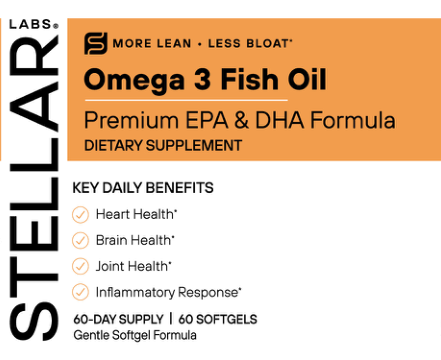 STELLAR LABS®
MORE LEAN • LESS BLOAT*
Omega 3 Fish Oil
Premium EPA & DHA Formula
DIETARY SUPPLEMENT
KEY DAILY BENEFITS
Heart Health*
Brain Health*
Joint Health*
Inflammatory Response*
60-DAY SUPPLY | 60 SOFTGELS
Gentle Softgel Formula